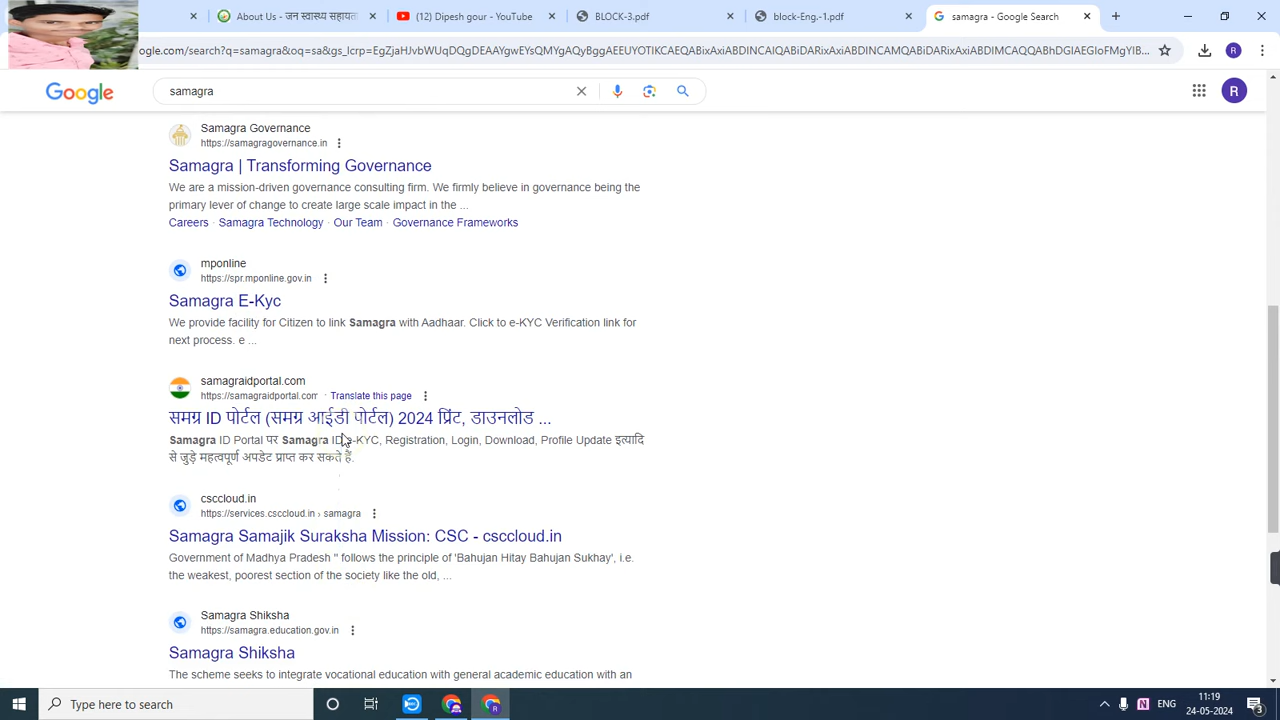 About Us - जन स्वास्थ्य सहायत
(12) Dipesh gope - YouTube
BLOCK-3.pdf
block-Eng_1.pdf
samagra - Google Search
samagra
Google
R
Samagra Governance
https://samagragovernance.in
Samagra | Transforming Governance
We are a mission-driven governance consulting firm. We firmly believe in governance being the
primary lever of change to create large scale impact in the ...
Careers · Samagra Technology · Our Team · Governance Frameworks
mponline
https://spr.mponline.gov.in
Samagra E-Kyc
We provide facility for Citizen to link Samagra with Aadhaar. Click to e-KYC Verification link for
next process. e ...
samagraidportal.com
https://samagraidportal.com · Translate this page
समग्र ID पोर्टल (समग्र आईडी पोर्टल) 2024 प्रिंट, डाउनलोड ...
Samagra ID Portal पर Samagra ID e-KYC, Registration, Login, Download, Profile Update इत्यादि
से जुड़े महत्वपूर्ण अपडेट प्राप्त कर सकते हैं.
csccloud.in
https://services.csccloud.in › samagra
Samagra Samajik Suraksha Mission: CSC - csccloud.in
Government of Madhya Pradesh " follows the principle of 'Bahujan Hitay Bahujan Sukhay', i.e.
the weakest, poorest section of the society like the old, ...
Samagra Shiksha
https://samagra.education.gov.in
Samagra Shiksha
The scheme seeks to integrate vocational education with general academic education with an
Type here to search
ENG
11:19
24-05-2024